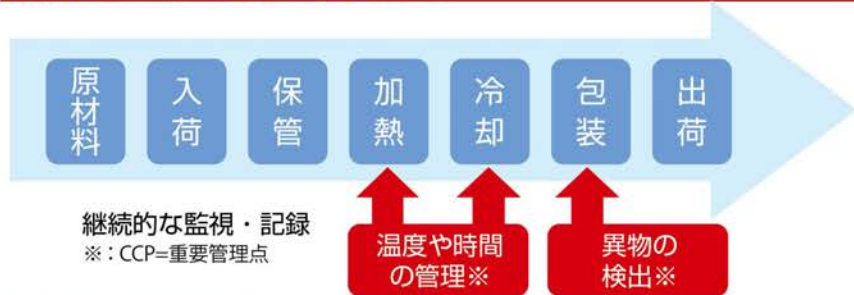 原材料
入荷
保管
加熱
冷却
包装
出荷
継続的な監視・記録
※：CCP=重要管理点
温度や時間
の管理※
異物の
検出※